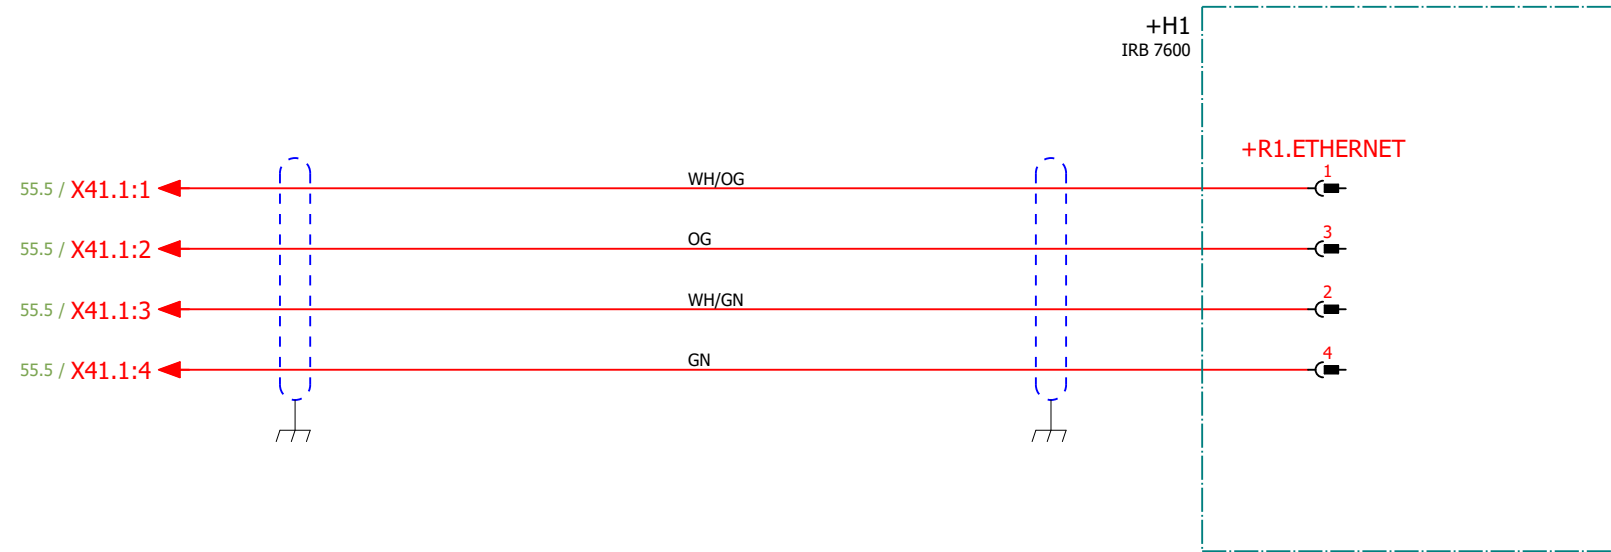 +H1
IRB 7600
+R1.ETHERNET
55.5 / X41.1:1 WH/OG 1
55.5 / X41.1:2 OG 3
55.5 / X41.1:3 WH/GN 2
55.5 / X41.1:4 GN 4